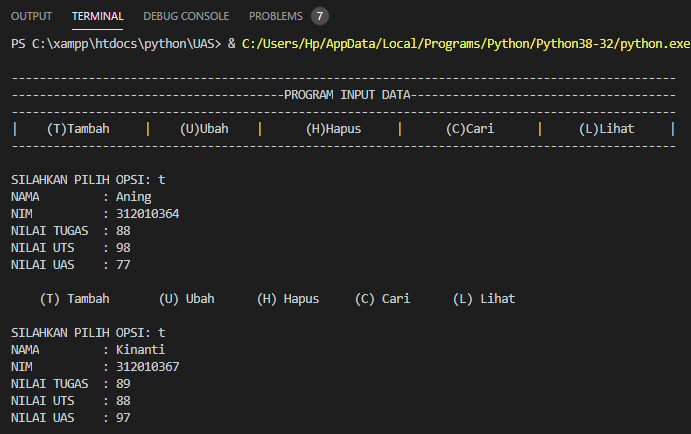 OUTPUT TERMINAL DEBUG CONSOLE PROBLEMS 7
PS C:\xampp\htdocs\python\UAS> & C:/Users/Hp/AppData/Local/Programs/Python/Python38-32/python.exe
-----------------------------------------------------------------------------------------------
---------------------------------------PROGRAM INPUT DATA--------------------------------------
-----------------------------------------------------------------------------------------------
|    (T)Tambah     |    (U)Ubah    |      (H)Hapus     |      (C)Cari      |     (L)Lihat     |
-----------------------------------------------------------------------------------------------
SILAHKAN PILIH OPSI: t
NAMA         : Aning
NIM          : 312010364
NILAI TUGAS  : 88
NILAI UTS    : 98
NILAI UAS    : 77
(T) Tambah       (U) Ubah      (H) Hapus     (C) Cari      (L) Lihat
SILAHKAN PILIH OPSI: t
NAMA         : Kinanti
NIM          : 312010367
NILAI TUGAS  : 89
NILAI UTS    : 88
NILAI UAS    : 97